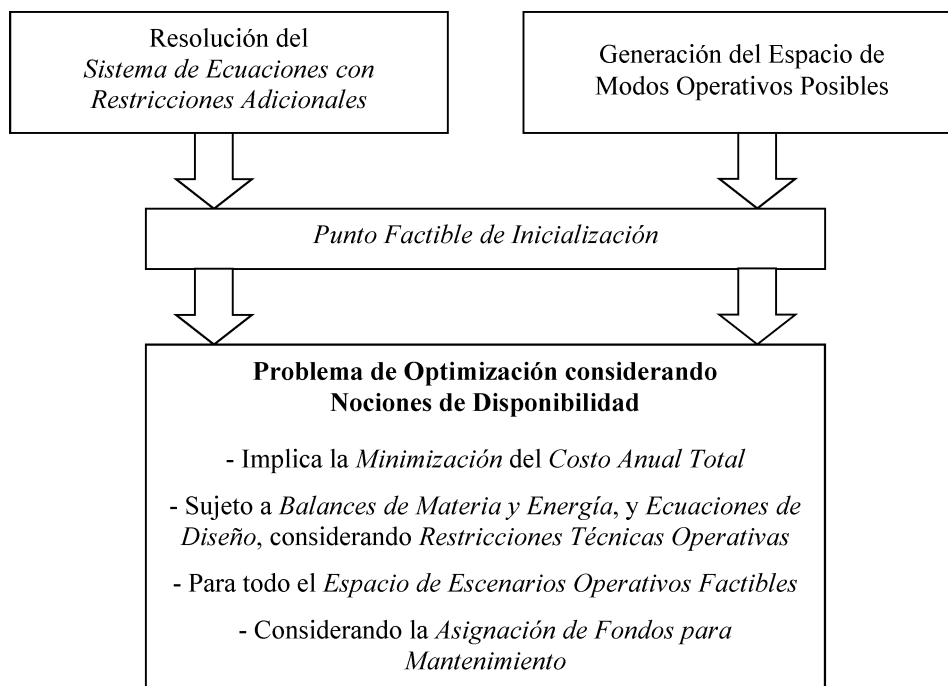 Resolución del
Sistema de Ecuaciones con
Restricciones Adicionales
Generación del Espacio de
Modos Operativos Posibles
Punto Factible de Inicialización
Problema de Optimización considerando
Nociones de Disponibilidad
- Implica la Minimización del Costo Anual Total
- Sujeto a Balances de Materia y Energía, y Ecuaciones de
Diseño, considerando Restricciones Técnicas Operativas
- Para todo el Espacio de Escenarios Operativos Factibles
- Considerando la Asignación de Fondos para
Mantenimiento